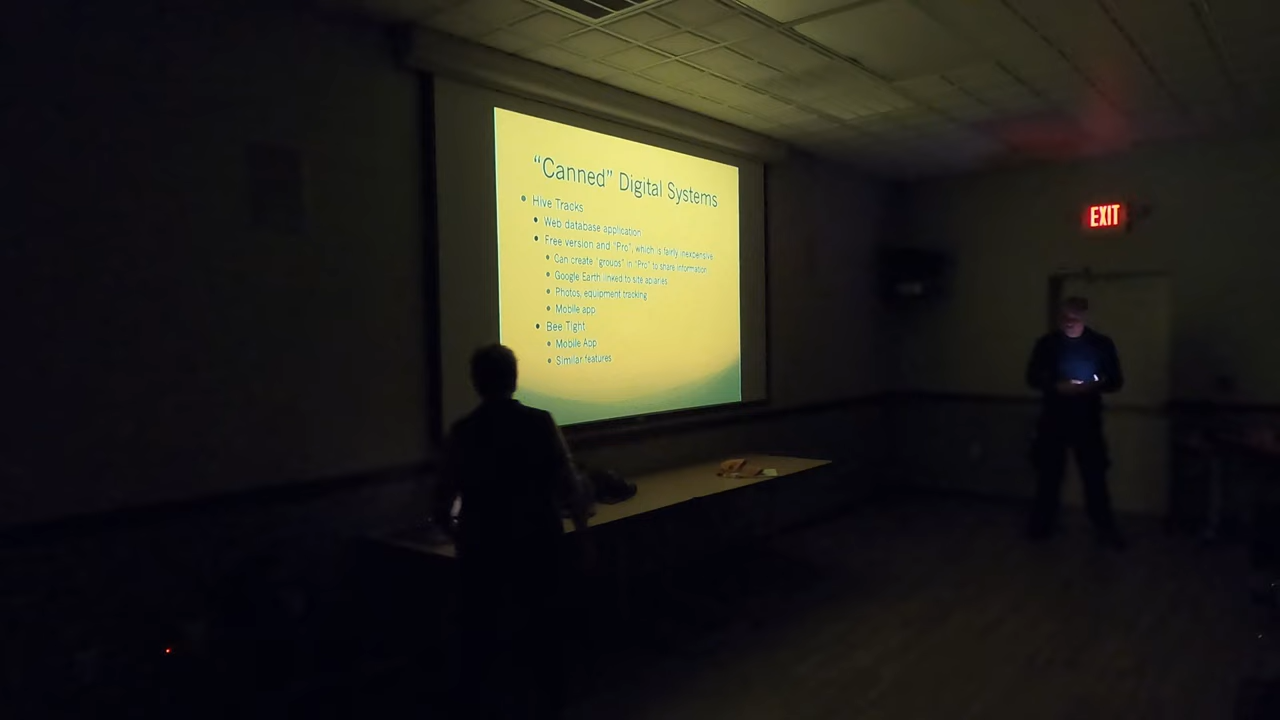 “Canned” Digital Systems
• Hive Tracks
• Web database application
• Free version and “Pro”, which is fairly inexpensive
• Can create “groups” in “Pro” to share information
• Google Earth linked to site apiaries
• Photos, equipment tracking
• Mobile app
• Bee Tight
• Mobile App
• Similar features
EXIT